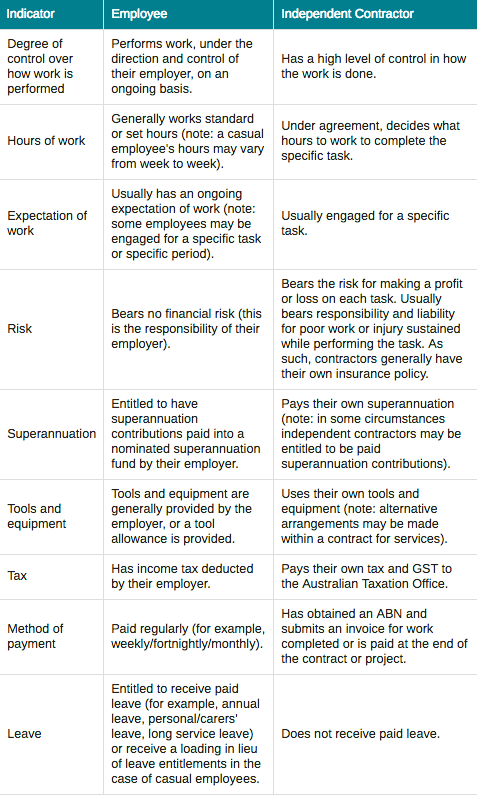 Indicator
Employee
Independent Contractor
Degree of
control over
how work is
performed
Performs work, under the
direction and control of
their employer, on an
ongoing basis.
Has a high level of control in how
the work is done.
Hours of work
Generally works standard
or set hours (note: a casual
employee's hours may vary
from week to week).
Under agreement, decides what
hours to work to complete the
specific task.
Expectation of
work
Usually has an ongoing
expectation of work (note:
some employees may be
engaged for a specific task
or specific period).
Usually engaged for a specific
task.
Risk
Bears no financial risk (this
is the responsibility of their
employer).
Bears the risk for making a profit
or loss on each task. Usually
bears responsibility and liability
for poor work or injury sustained
while performing the task. As
such, contractors generally have
their own insurance policy.
Superannuation
Entitled to have
superannuation
contributions paid into a
nominated superannuation
fund by their employer.
Pays their own superannuation
(note: in some circumstances
independent contractors may be
entitled to be paid
superannuation contributions).
Tools and
equipment
Tools and equipment are
generally provided by the
employer, or a tool
allowance is provided.
Uses their own tools and
equipment (note: alternative
arrangements may be made
within a contract for services).
Tax
Has income tax deducted
by their employer.
Pays their own tax and GST to
the Australian Taxation Office.
Method of
payment
Paid regularly (for example,
weekly/fortnightly/monthly).
Has obtained an ABN and
submits an invoice for work
completed or is paid at the end of
the contract or project.
Leave
Entitled to receive paid
leave (for example, annual
leave, personal/carers'
leave, long service leave)
or receive a loading in lieu
of leave entitlements in the
case of casual employees.
Does not receive paid leave.